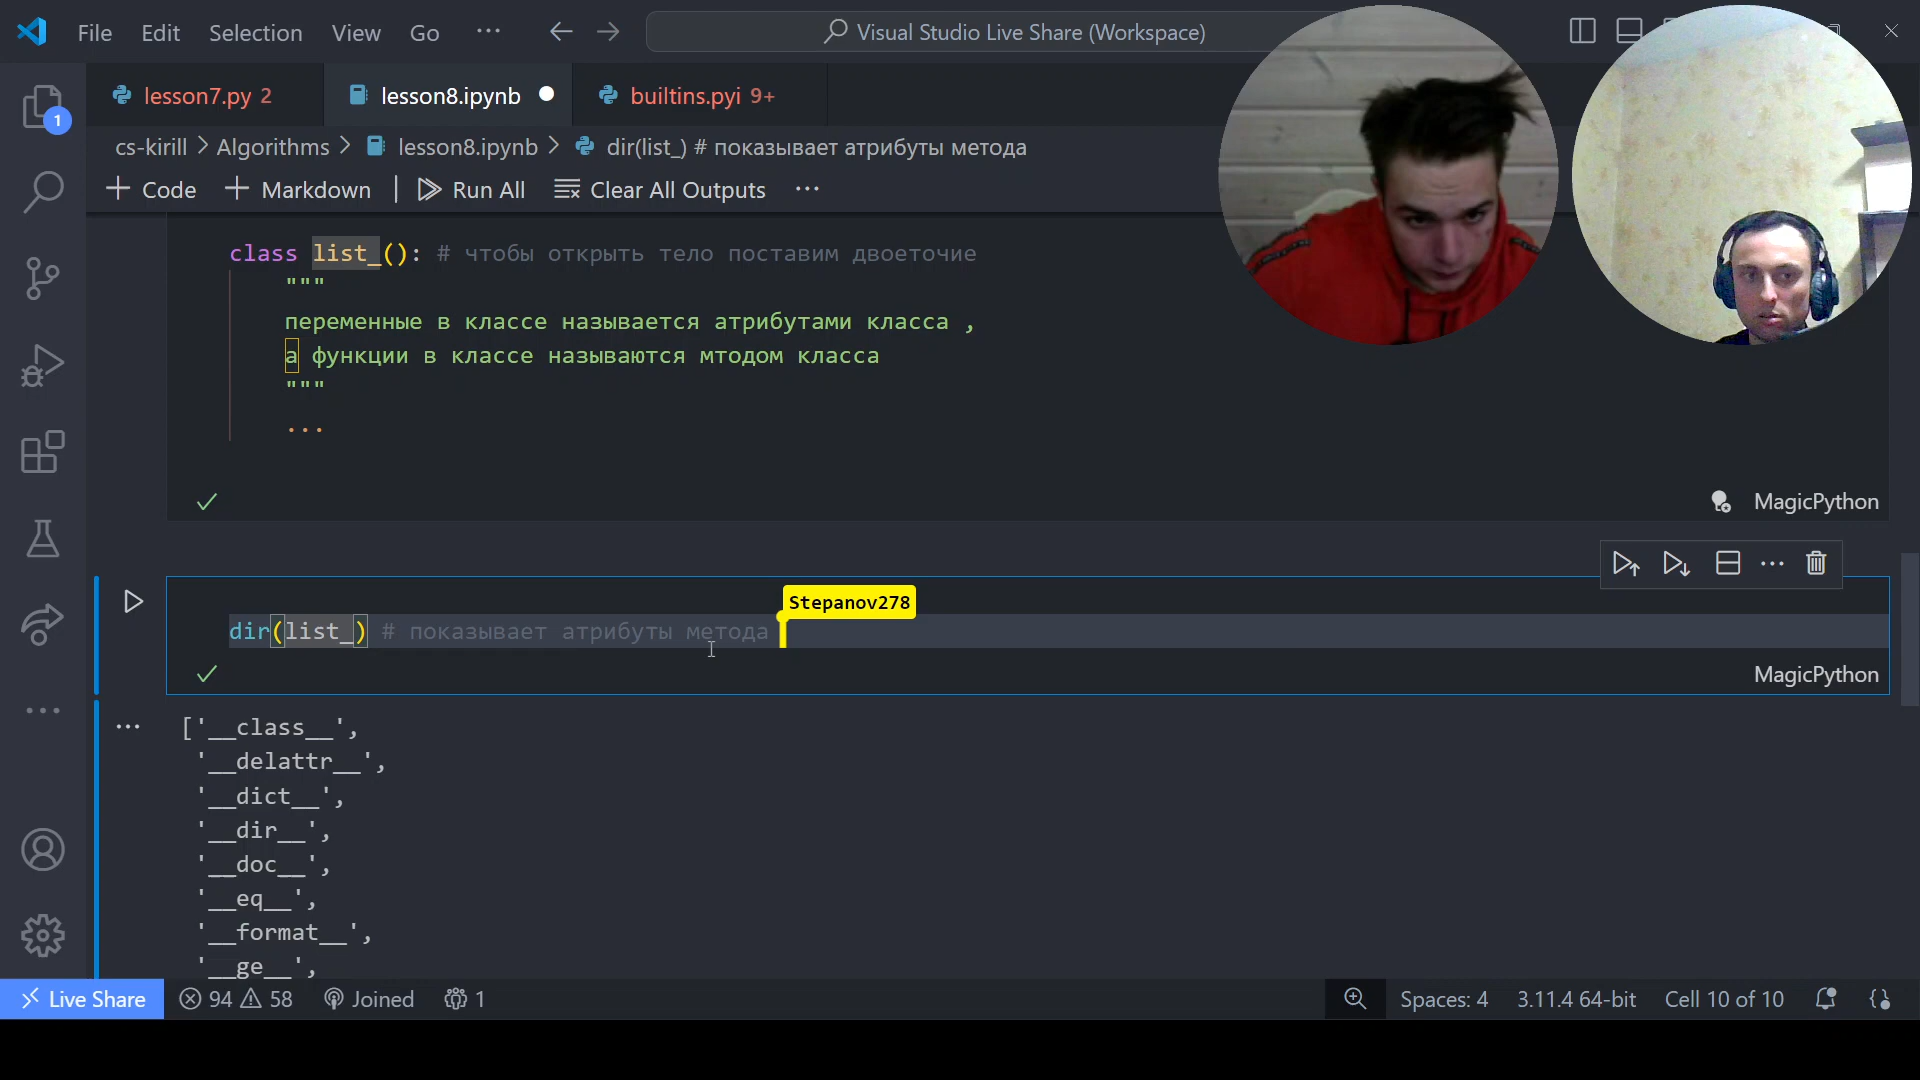 File Edit Selection View Go ··· Visual Studio Live Share (Workspace)
lesson7.py 2 lesson8.ipynb builtins.pyi 9+
1
cs-kirill > Algorithms > lesson8.ipynb > dir(list_) # показывает атрибуты метода
+ Code + Markdown | Run All Clear All Outputs ···
class list_(): # чтобы открыть тело поставим двоеточие
"""
переменные в классе называется атрибутами класса ,
а функции в классе называются мтодом класса
"""
...
MagicPython
Stepanov278
dir(list_) # показывает атрибуты метода
MagicPython
['__class__',
'__delattr__',
'__dict__',
'__dir__',
'__doc__',
'__eq__',
'__format__',
'__ge__',
Live Share 94 58 Joined 1 Spaces: 4 3.11.4 64-bit Cell 10 of 10